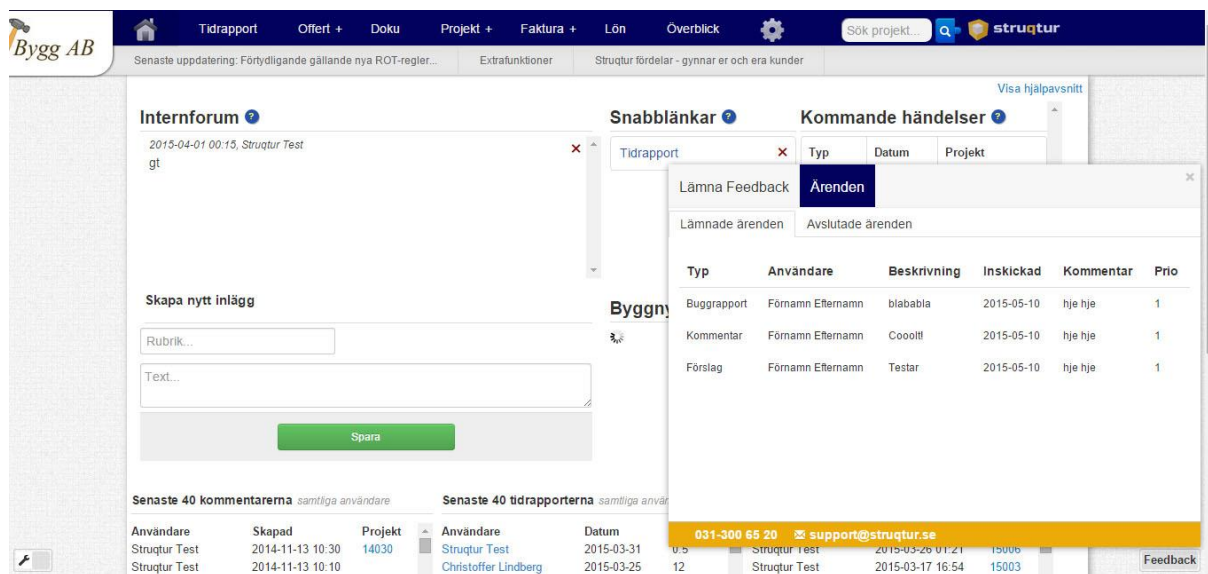 Bygg AB
Tidrapport Offert + Doku Projekt + Faktura + Lön Överblick Sök projekt... struqtur
Senaste uppdatering: Förtydligande gällande nya ROT-regler... Extrafunktioner Struqtur fördelar - gynnar er och era kunder
Visa hjälpavsnitt
Internforum ? Snabblänkar ? Kommande händelser ?
2015-04-01 00:15, Struqtur Test
gt
Tidrapport Typ Datum Projekt
Lämna Feedback Ärenden ×
Lämnade ärenden Avslutade ärenden
Typ Användare Beskrivning Inskickad Kommentar Prio
Buggrapport Förnamn Efternamn blababla 2015-05-10 hje hje 1
Kommentar Förnamn Efternamn Cooolt! 2015-05-10 hje hje 1
Förslag Förnamn Efternamn Testar 2015-05-10 hje hje 1
031-300 65 20 support@struqtur.se
Skapa nytt inlägg
Rubrik...
Text...
Spara
Senaste 40 kommentarerna samtliga användare
Användare Skapad Projekt
Struqtur Test 2014-11-13 10:30 14030
Struqtur Test 2014-11-13 10:10
Senaste 40 tidrapporterna samtliga
Användare Datum
Struqtur Test 2015-03-31 0.5
Christoffer Lindberg 2015-03-25 12
Struqtur Test 2015-03-26 01:21 15006
Struqtur Test 2015-03-17 16:54 15003
Feedback